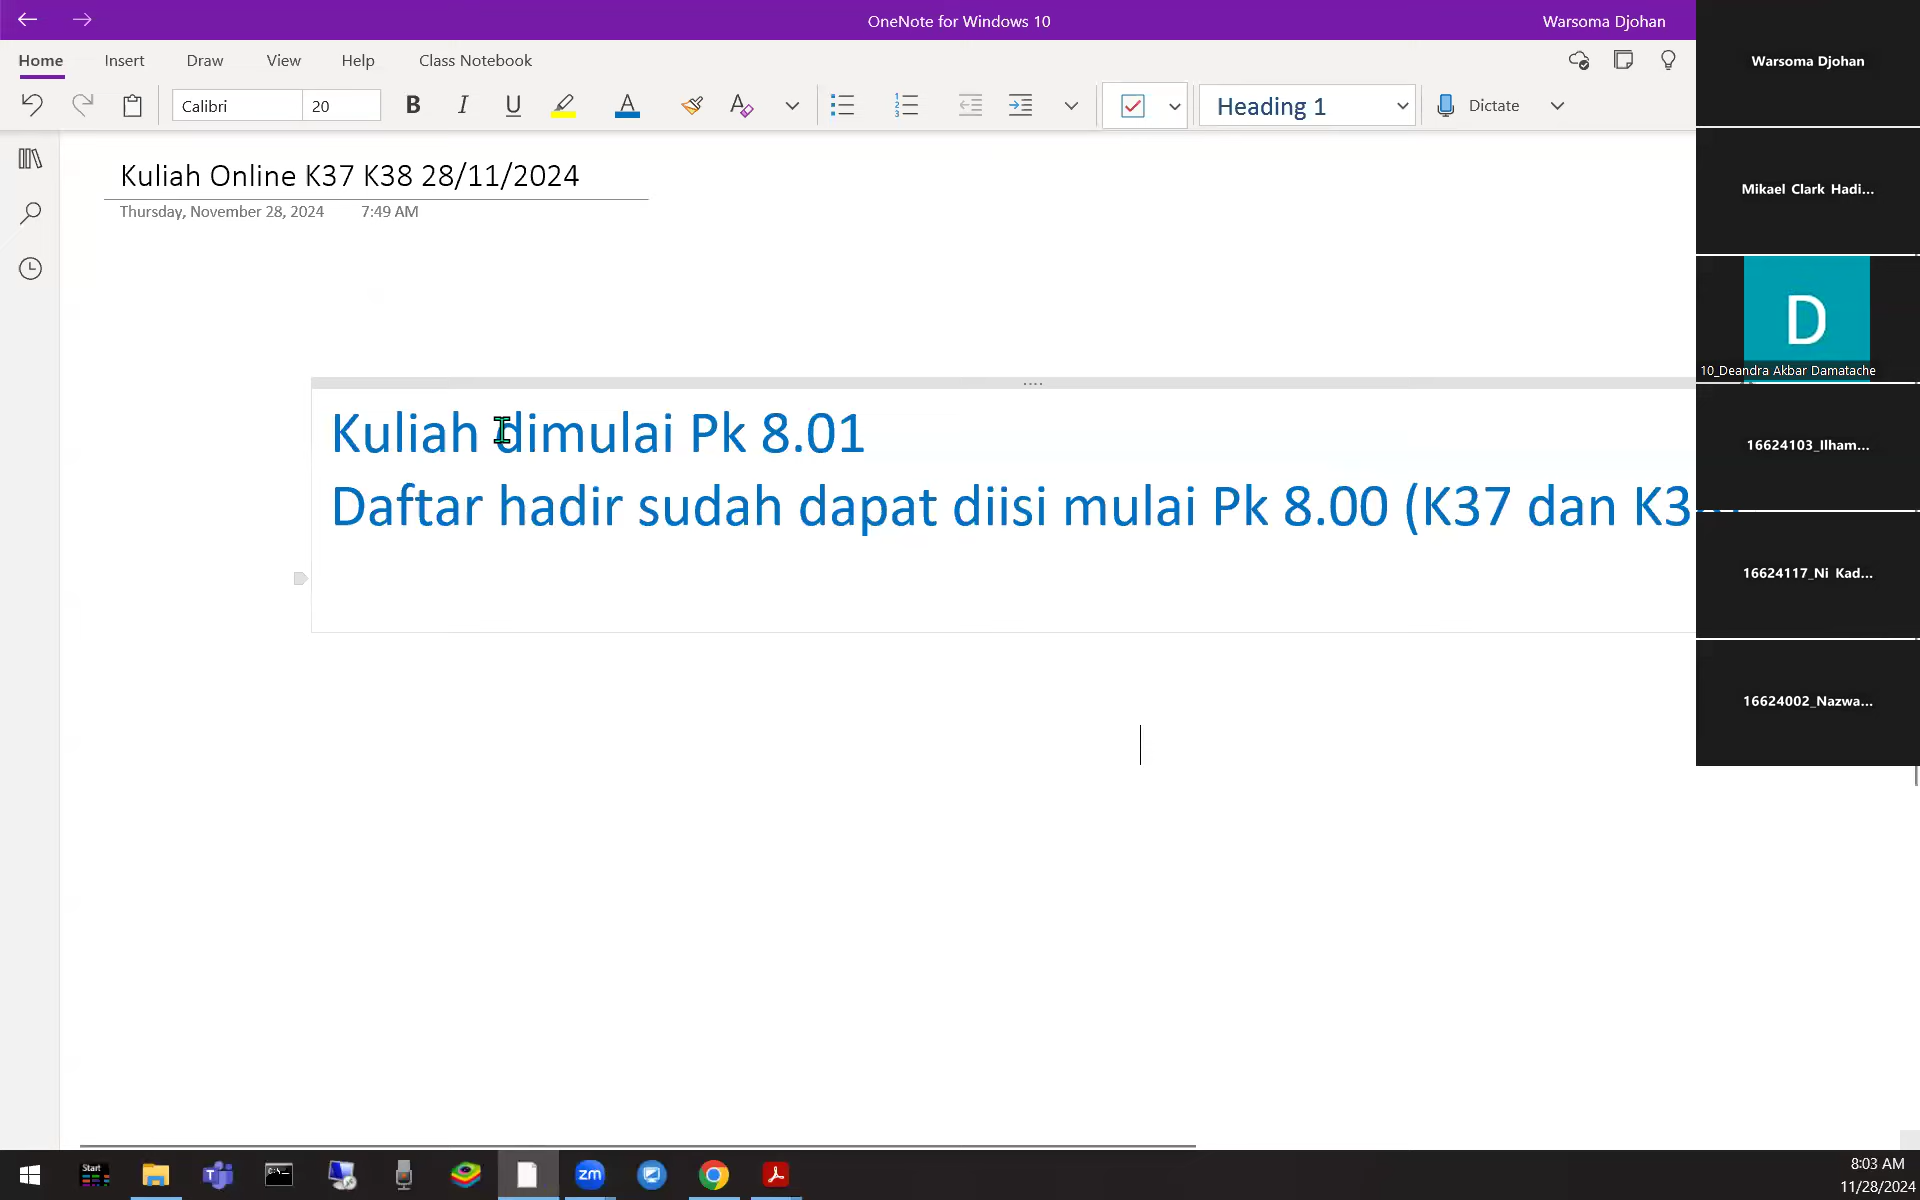 OneNote for Windows 10
Warsoma Djohan
Home Insert Draw View Help Class Notebook
Calibri 20 B I U Heading 1 Dictate
Kuliah Online K37 K38 28/11/2024
Thursday, November 28, 2024 7:49 AM
Kuliah dimulai Pk 8.01
Daftar hadir sudah dapat diisi mulai Pk 8.00 (K37 dan
Warsoma Djohan
Mikael Clark Hadi...
D
10_Deandra Akbar Damatache
16624103_Ilham...
16624117_Ni Kad...
16624002_Nazwa...
Start
zm
8:03 AM
11/28/2024